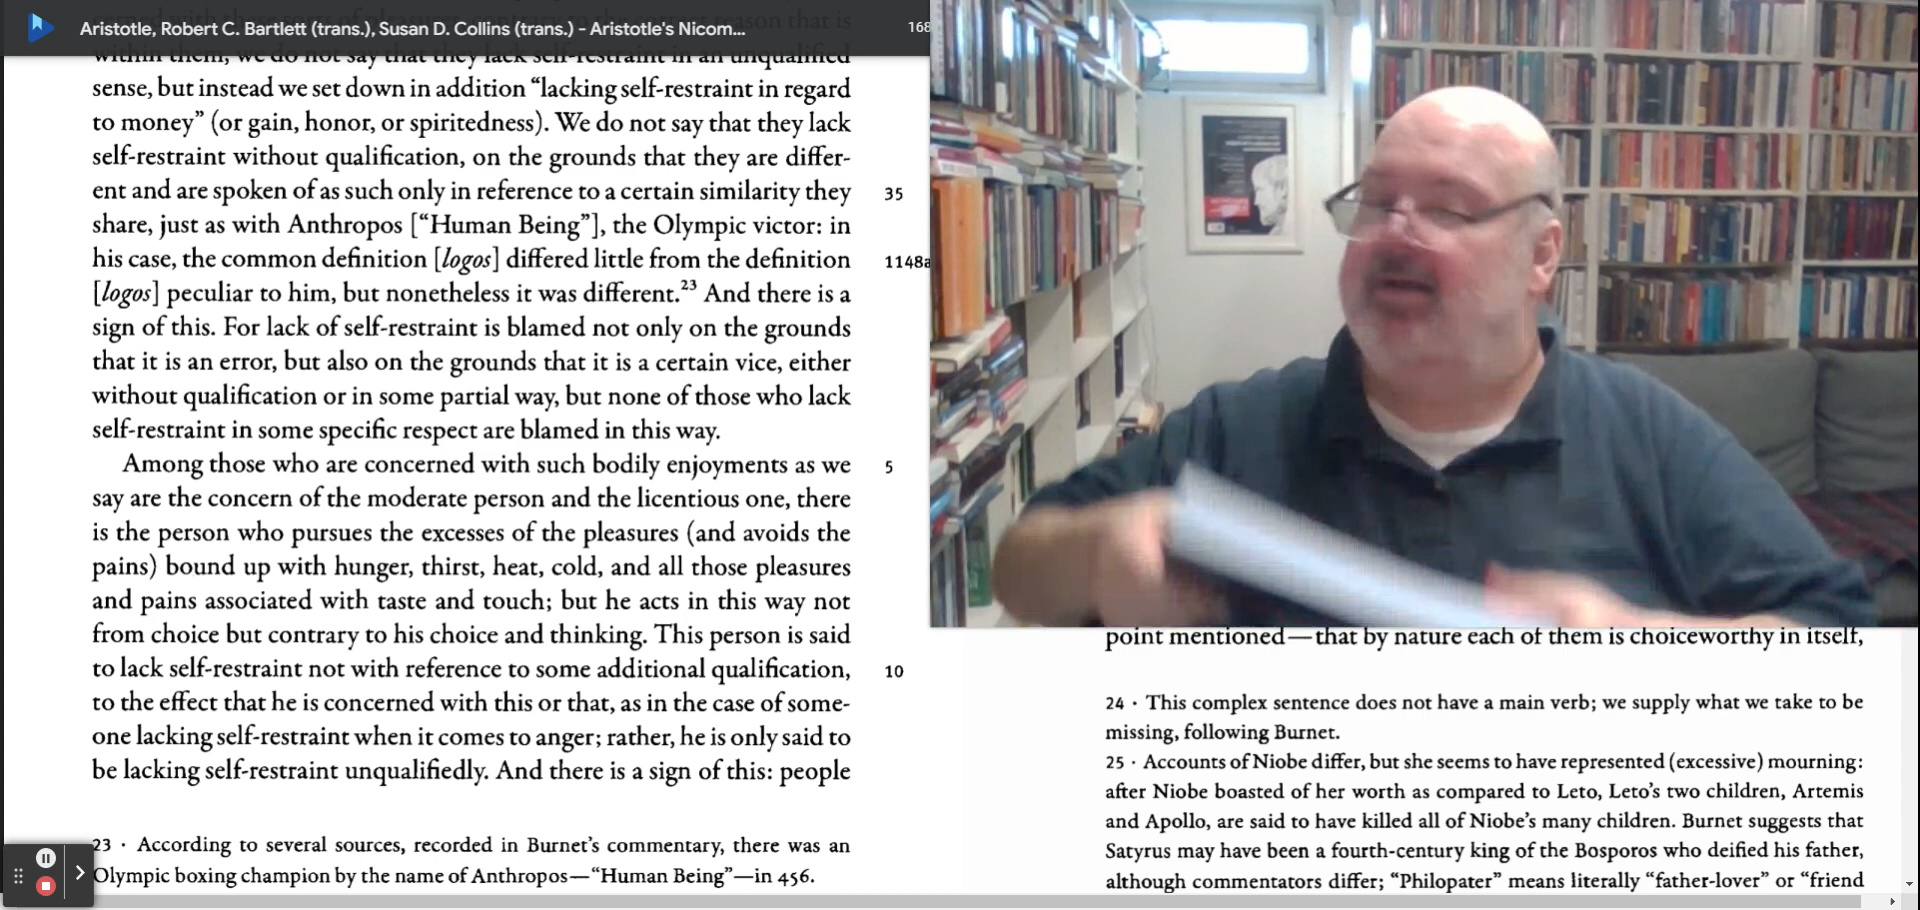 Aristotle, Robert C. Bartlett (trans.), Susan D. Collins (trans.) - Aristotle's Nicom...
168
within them, we do not say that they lack self-restraint in an unqualified
sense, but instead we set down in addition “lacking self-restraint in regard
to money” (or gain, honor, or spiritedness). We do not say that they lack
self-restraint without qualification, on the grounds that they are differ-
ent and are spoken of as such only in reference to a certain similarity they
35
share, just as with Anthropos [“Human Being”], the Olympic victor: in
his case, the common definition [logos] differed little from the definition
1148a
[logos] peculiar to him, but nonetheless it was different.23 And there is a
sign of this. For lack of self-restraint is blamed not only on the grounds
that it is an error, but also on the grounds that it is a certain vice, either
without qualification or in some partial way, but none of those who lack
self-restraint in some specific respect are blamed in this way.
Among those who are concerned with such bodily enjoyments as we
5
say are the concern of the moderate person and the licentious one, there
is the person who pursues the excesses of the pleasures (and avoids the
pains) bound up with hunger, thirst, heat, cold, and all those pleasures
and pains associated with taste and touch; but he acts in this way not
from choice but contrary to his choice and thinking. This person is said
to lack self-restraint not with reference to some additional qualification,
10
to the effect that he is concerned with this or that, as in the case of some-
one lacking self-restraint when it comes to anger; rather, he is only said to
be lacking self-restraint unqualifiedly. And there is a sign of this: people
23 · According to several sources, recorded in Burnet’s commentary, there was an
Olympic boxing champion by the name of Anthropos—“Human Being”—in 456.
point mentioned—that by nature each of them is choiceworthy in itself,
24 · This complex sentence does not have a main verb; we supply what we take to be
missing, following Burnet.
25 · Accounts of Niobe differ, but she seems to have represented (excessive) mourning:
after Niobe boasted of her worth as compared to Leto, Leto’s two children, Artemis
and Apollo, are said to have killed all of Niobe’s many children. Burnet suggests that
Satyrus may have been a fourth-century king of the Bosporos who deified his father,
although commentators differ; “Philopater” means literally “father-lover” or “friend